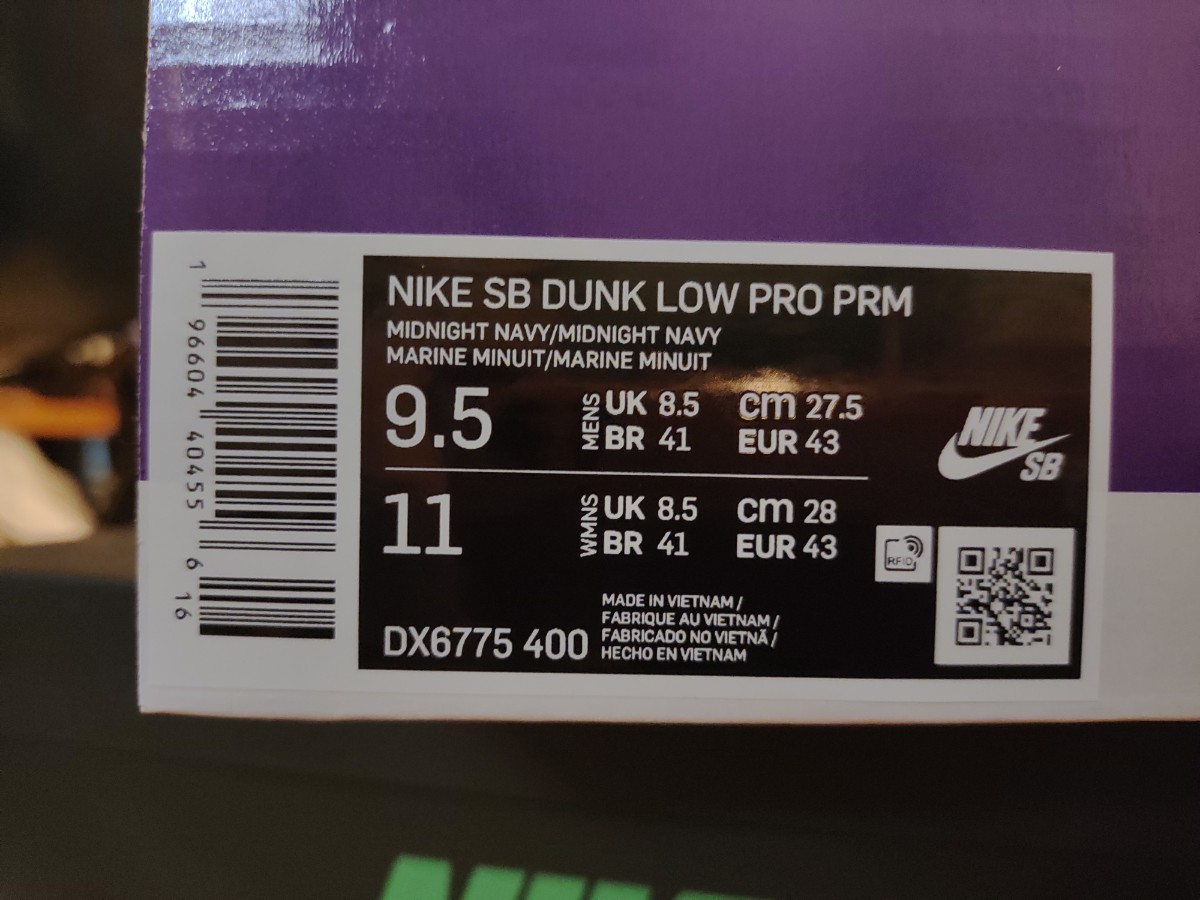 1 96604 40455 6 16
NIKE SB DUNK LOW PRO PRM
MIDNIGHT NAVY/MIDNIGHT NAVY
MARINE MINUIT/MARINE MINUIT
9.5
MENS
UK 8.5 cm 27.5
BR 41 EUR 43
11
WMNS
UK 8.5 cm 28
BR 41 EUR 43
NIKE
SB
RFID
DX6775 400
MADE IN VIETNAM /
FABRIQUE AU VIETNAM /
FABRICADO NO VIETNÃ /
HECHO EN VIETNAM